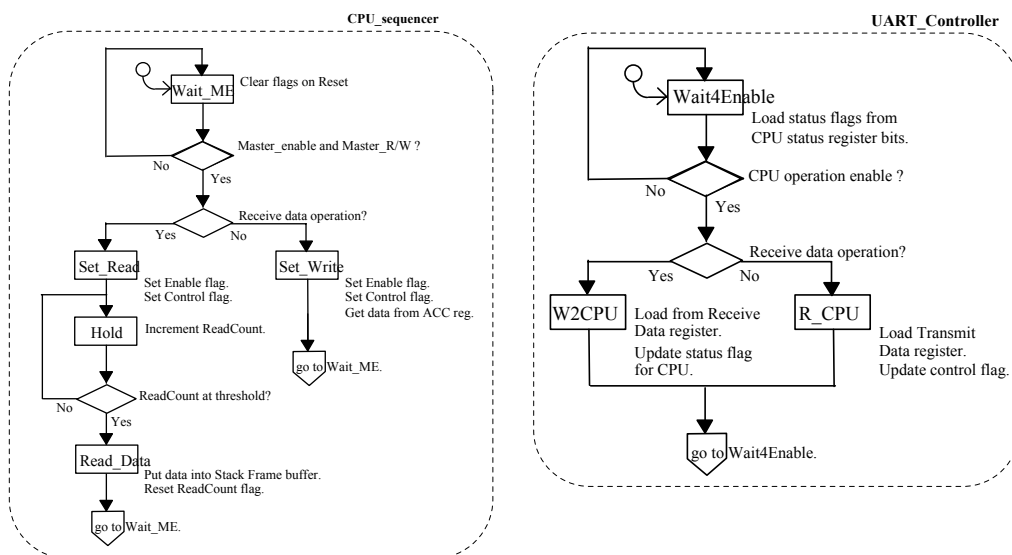 CPU_sequencer
Wait_ME
Clear flags on Reset
Master_enable and Master_R/W ?
No
Yes
Receive data operation?
Yes
No
Set_Read
Set Enable flag.
Set Control flag.
Set_Write
Set Enable flag.
Set Control flag.
Get data from ACC reg.
Hold
Increment ReadCount.
go to Wait_ME.
ReadCount at threshold?
No
Yes
Read_Data
Put data into Stack Frame buffer.
Reset ReadCount flag.
go to Wait_ME.
UART_Controller
Wait4Enable
Load status flags from
CPU status register bits.
CPU operation enable ?
No
Yes
Receive data operation?
Yes
No
W2CPU
Load from Receive
Data register.
Update status flag
for CPU.
R_CPU
Load Transmit
Data register.
Update control flag.
go to Wait4Enable.